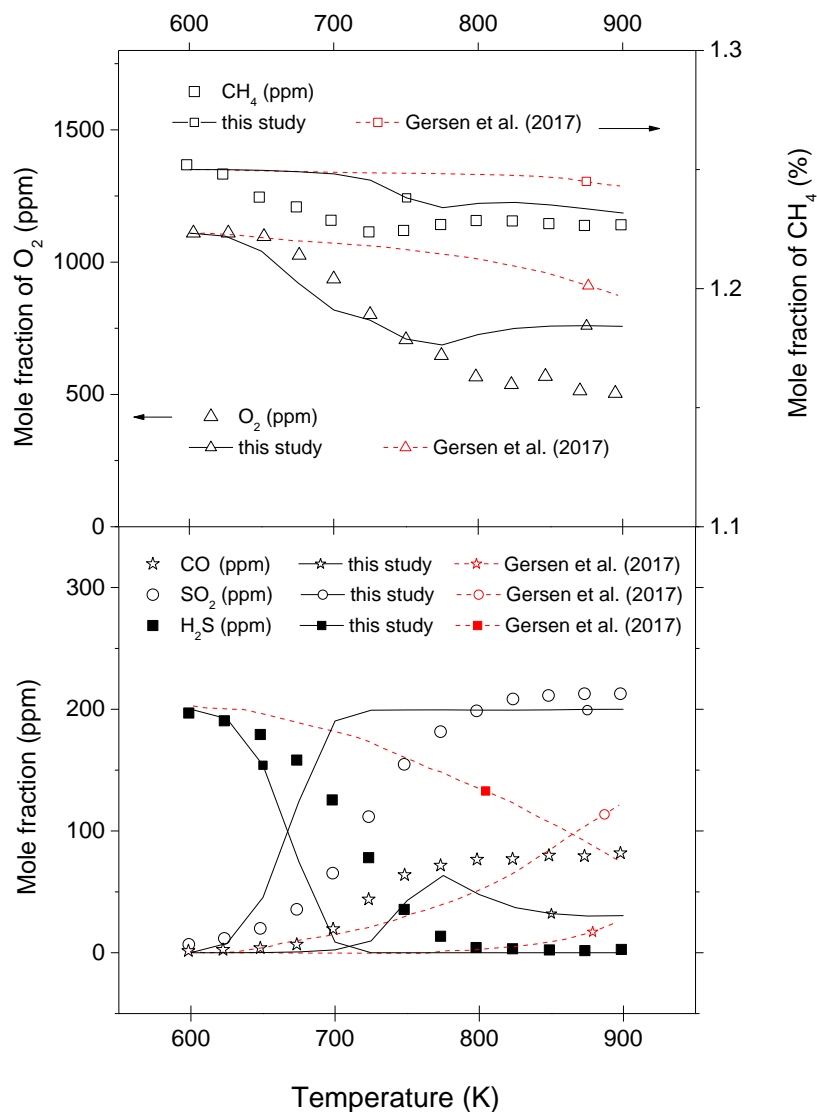 600 700 800 900
1.3
1500
1000
500
0
Mole fraction of O2 (ppm)
CH4 (ppm)
this study Gersen et al. (2017)
1.2
1.1
Mole fraction of CH4 (%)
O2 (ppm)
this study Gersen et al. (2017)
CO (ppm) this study Gersen et al. (2017)
SO2 (ppm) this study Gersen et al. (2017)
H2S (ppm) this study Gersen et al. (2017)
300
200
100
0
Mole fraction (ppm)
600 700 800 900
Temperature (K)